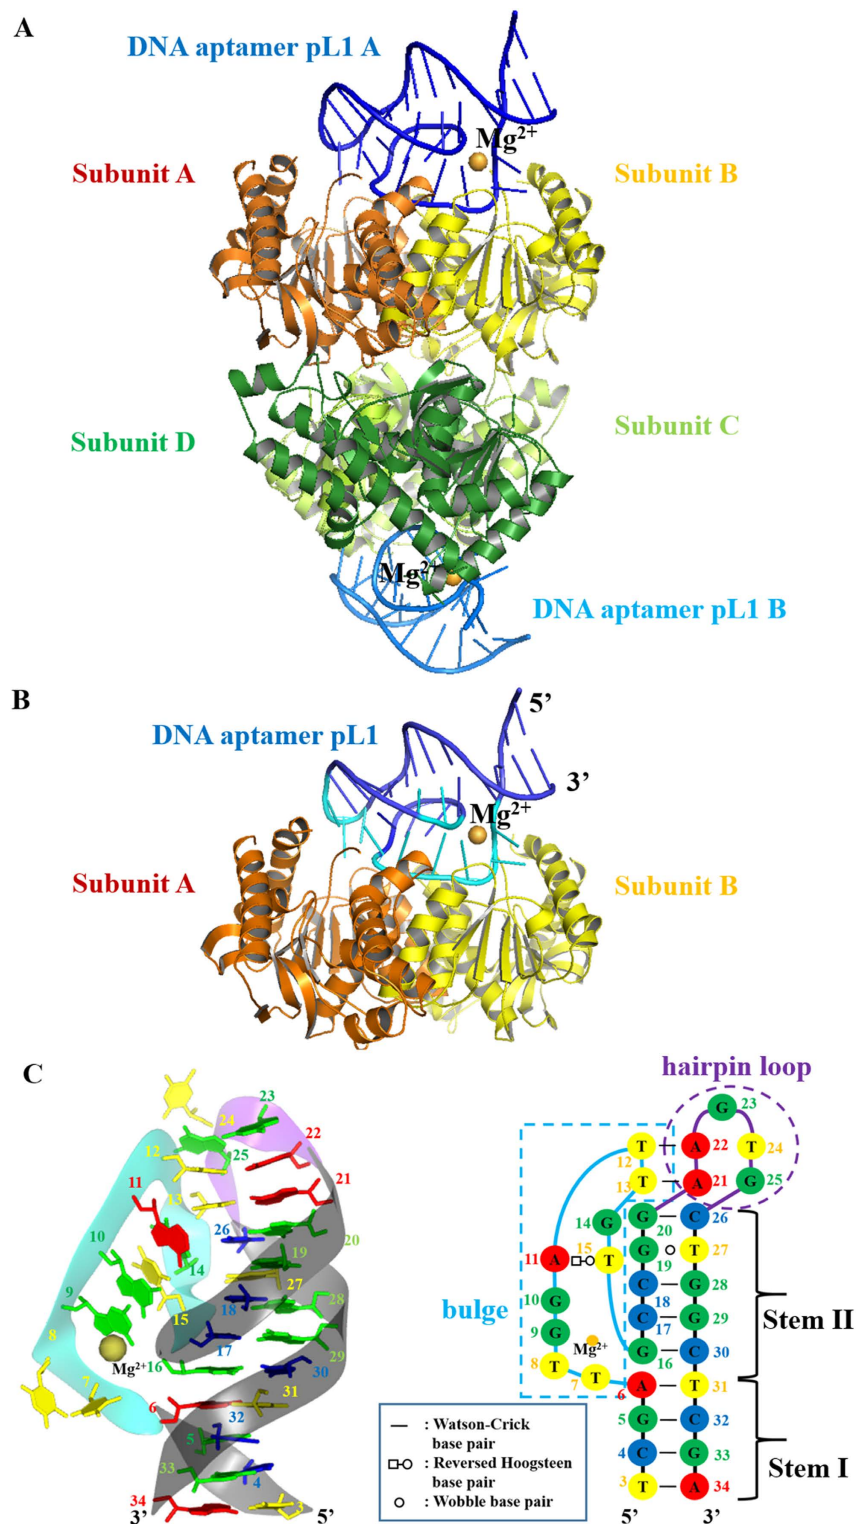 A
DNA aptamer pL1 A
Mg2+
Subunit A
Subunit B
Subunit D
Subunit C
Mg2+
DNA aptamer pL1 B
B
5’
DNA aptamer pL1
3’
Mg2+
Subunit A
Subunit B
C
23
24
22
25
12
21
11
13
26
20
10
19
14
27
9
18
28
15
8
17
29
Mg2+
16
30
7
31
6
32
5
33
4
34
3
3’
5’
hairpin loop
G 23
T A 22 T 24
12
13 T A 21 G 25
14 G G C 26
20
15
11 A T G T 27
19
10 G C G 28
18
bulge
9 G C G 29
17
Stem II
Mg2+
8 T G C 30
16
7 T A T 31
6
5 G C 32
4 C G 33
Stem I
3 T A 34
5’ 3’
: Watson-Crick
base pair
: Reversed Hoogsteen
base pair
: Wobble base pair